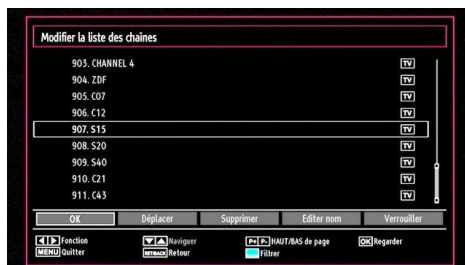 Modifier la liste des chaînes
903. CHANNEL 4 TV
904. ZDF TV
905. C07 TV
906. C12 TV
907. S15 TV
908. S20 TV
909. S40 TV
910. C21 TV
911. C43 TV
OK Déplacer Supprimer Editer nom Verrouiller
Fonction Naviguer P+ P- HAUT/BAS de page OK Regarder
MENU Quitter RET/BACK Retour Filtrer